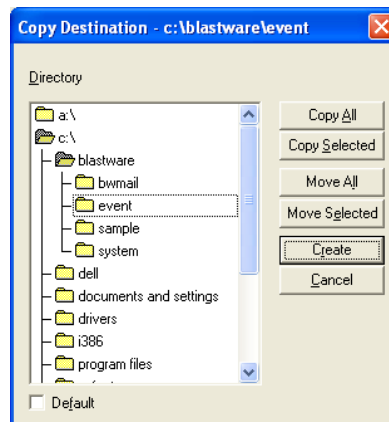 Copy Destination - c:\blastware\event
Directory
a:\
c:\
blastware
bwmail
event
sample
system
dell
documents and settings
drivers
i386
program files
Copy All
Copy Selected
Move All
Move Selected
Create
Cancel
Default